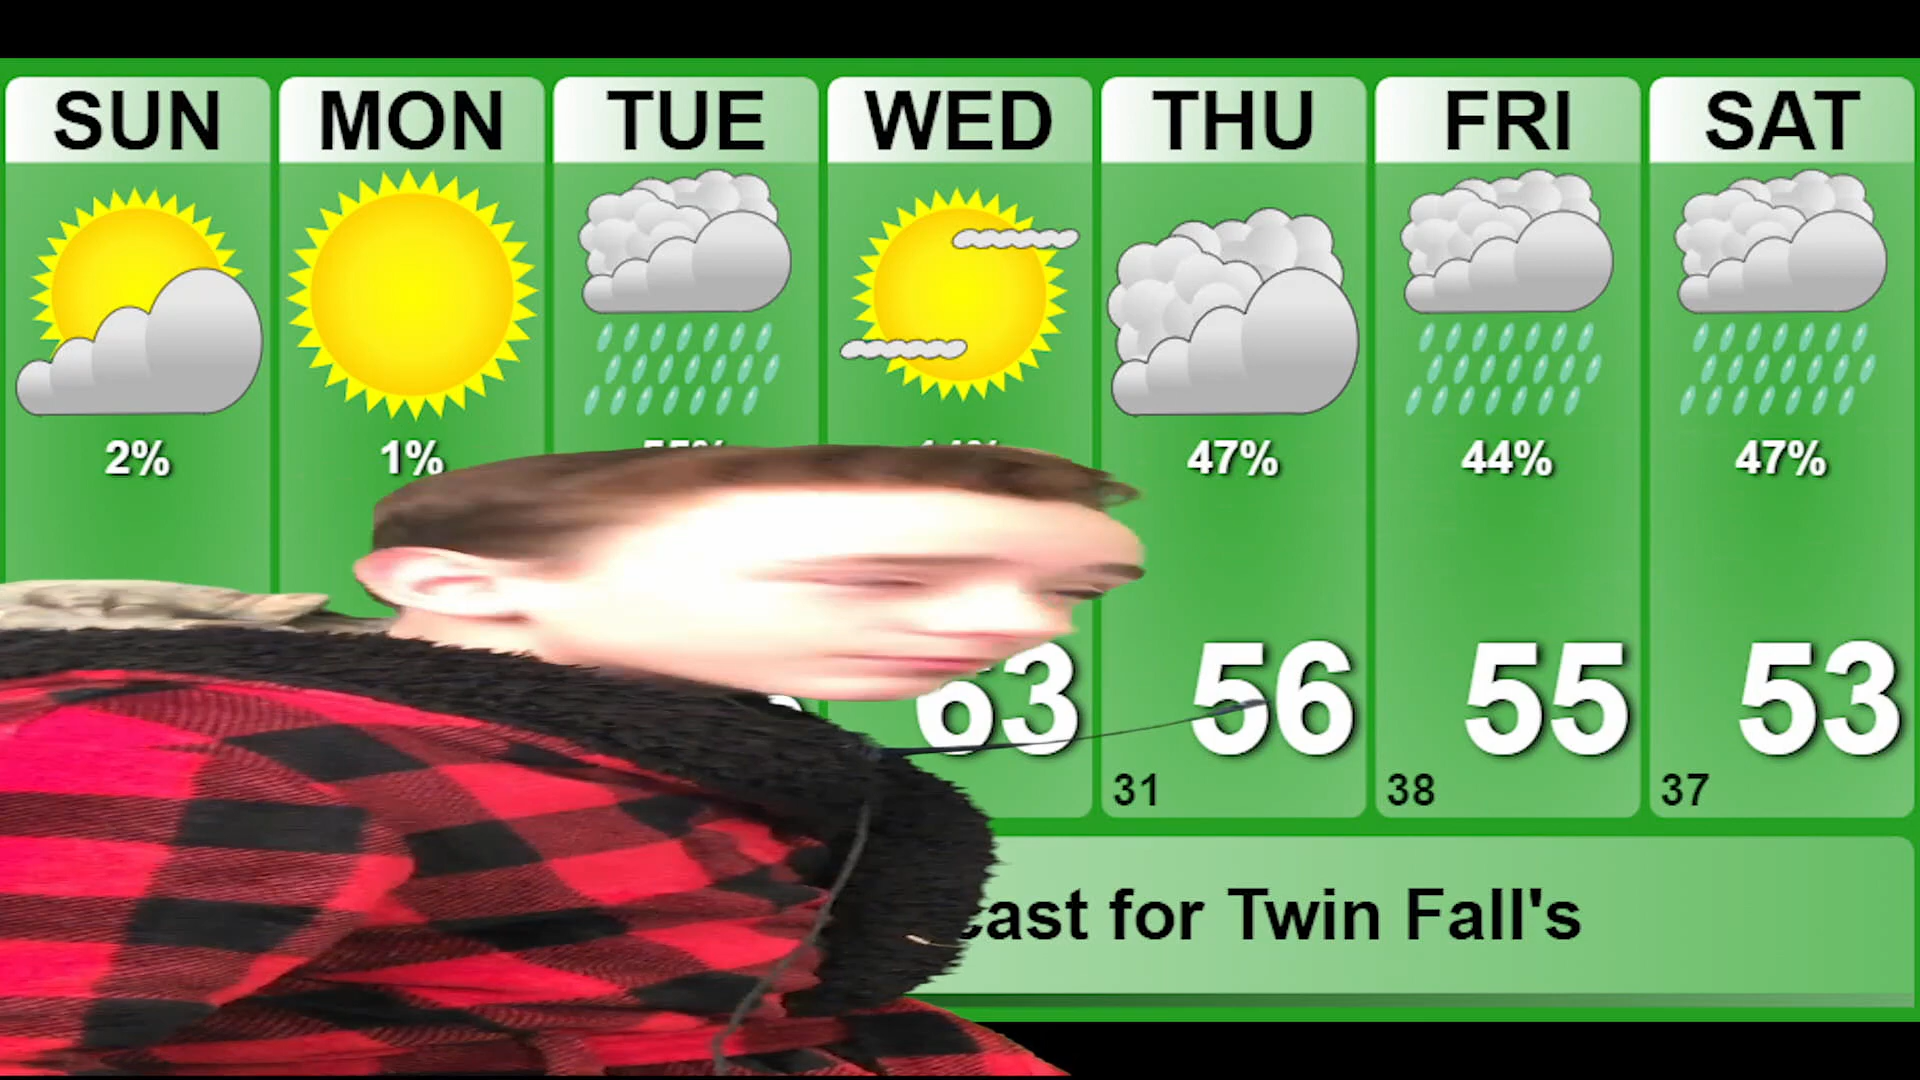 SUN MON TUE WED THU FRI SAT
2% 1% 47% 44% 47%
63 56 55 53
31 38 37
cast for Twin Fall's